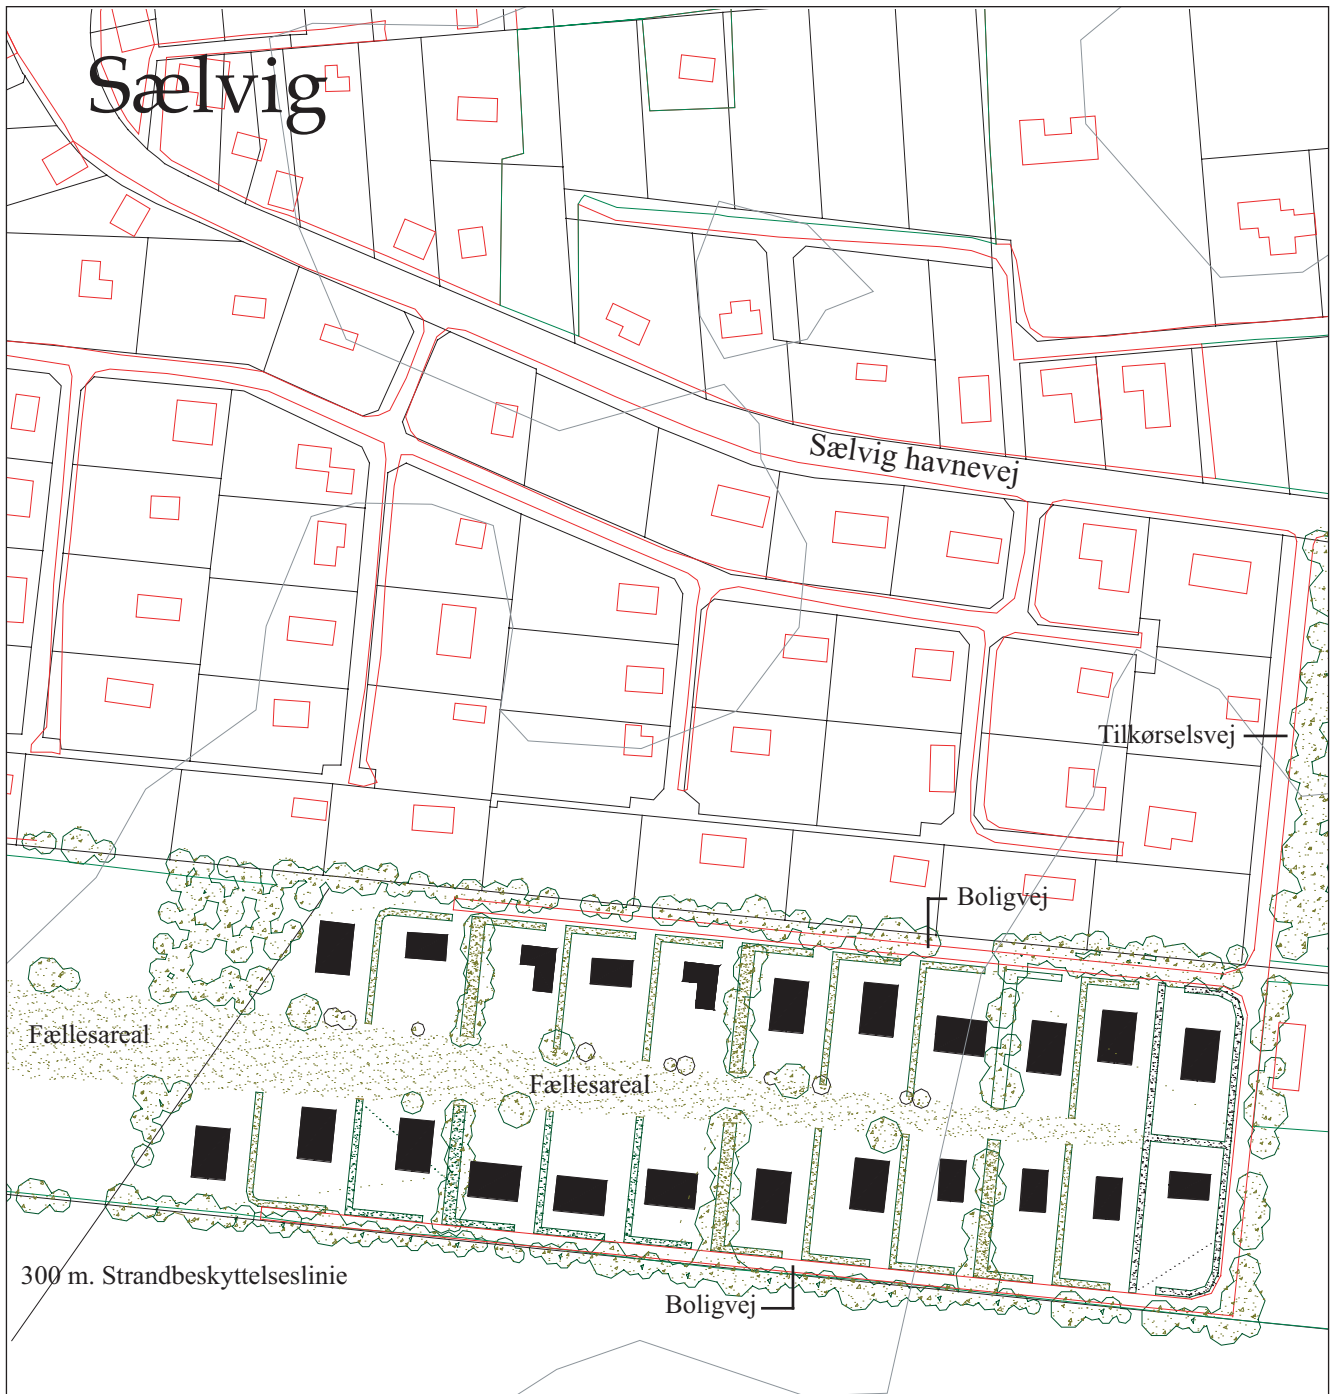 Sælvig
Sælvig havnevej
Tilkørselsvej
Boligvej
Fællesareal
Fællesareal
300 m. Strandbeskyttelseslinie
Boligvej